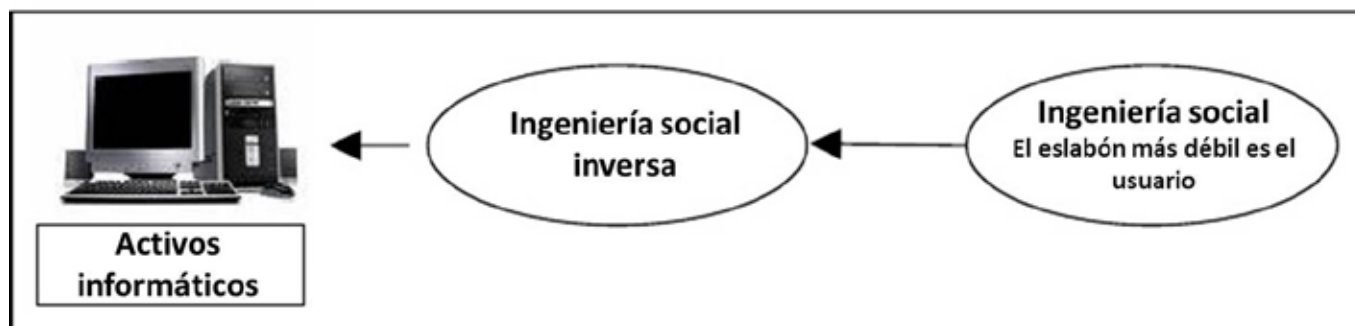 Activos
informáticos
Ingeniería social
inversa
Ingeniería social
El eslabón más débil es el
usuario